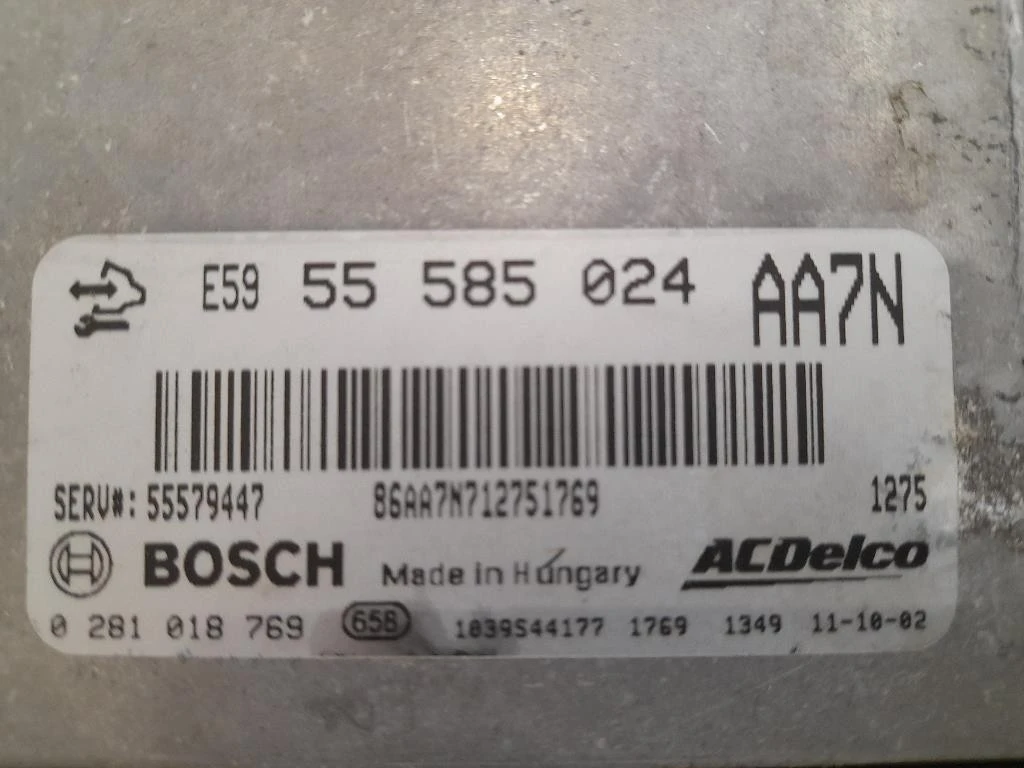 E59 55 585 024 AA7N
SERV#: 55579447 86AA7N712751769 1275
BOSCH Made in Hungary ACDelco
0 281 018 769 658 1039S44177 1769 1349 11-10-02